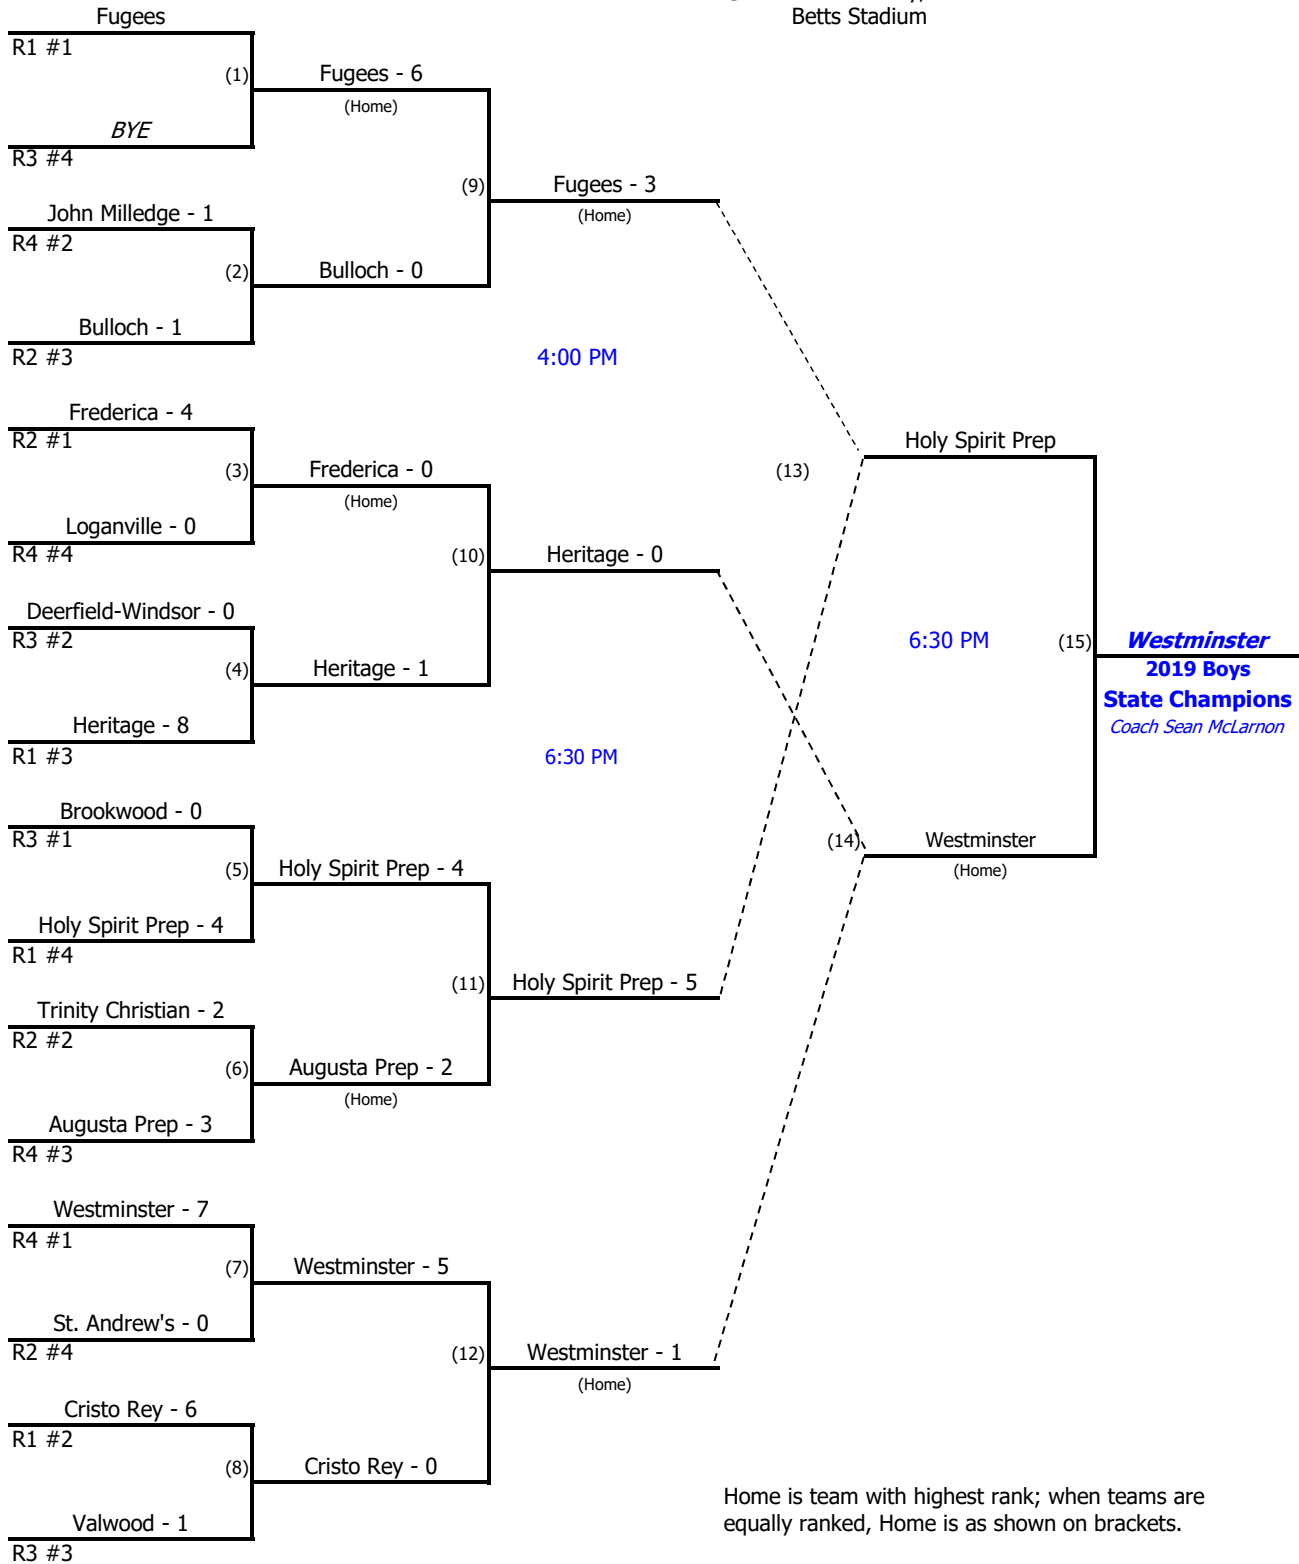 Betts Stadium
Fugees
R1 #1
(1)
BYE
R3 #4
Fugees - 6
(Home)
John Milledge - 1
R4 #2
(2)
Bulloch - 1
R2 #3
Bulloch - 0
(9)
Fugees - 3
(Home)
4:00 PM
Frederica - 4
R2 #1
(3)
Loganville - 0
R4 #4
Frederica - 0
(Home)
Deerfield-Windsor - 0
R3 #2
(4)
Heritage - 8
R1 #3
Heritage - 1
(10)
Heritage - 0
6:30 PM
Brookwood - 0
R3 #1
(5)
Holy Spirit Prep - 4
R1 #4
Holy Spirit Prep - 4
Trinity Christian - 2
R2 #2
(6)
Augusta Prep - 3
R4 #3
Augusta Prep - 2
(Home)
(11)
Holy Spirit Prep - 5
Westminster - 7
R4 #1
(7)
St. Andrew's - 0
R2 #4
Westminster - 5
Cristo Rey - 6
R1 #2
(8)
Valwood - 1
R3 #3
Cristo Rey - 0
(12)
Westminster - 1
(Home)
(13)
Holy Spirit Prep
(14)
Westminster
(Home)
6:30 PM
(15)
Westminster
2019 Boys
State Champions
Coach Sean McLarnon
Home is team with highest rank; when teams are
equally ranked, Home is as shown on brackets.